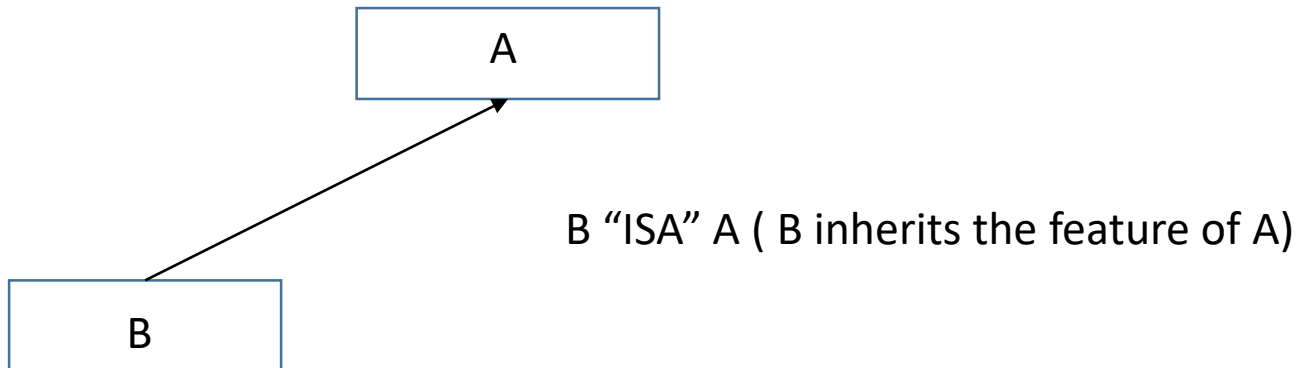 A
B “ISA” A ( B inherits the feature of A)
B